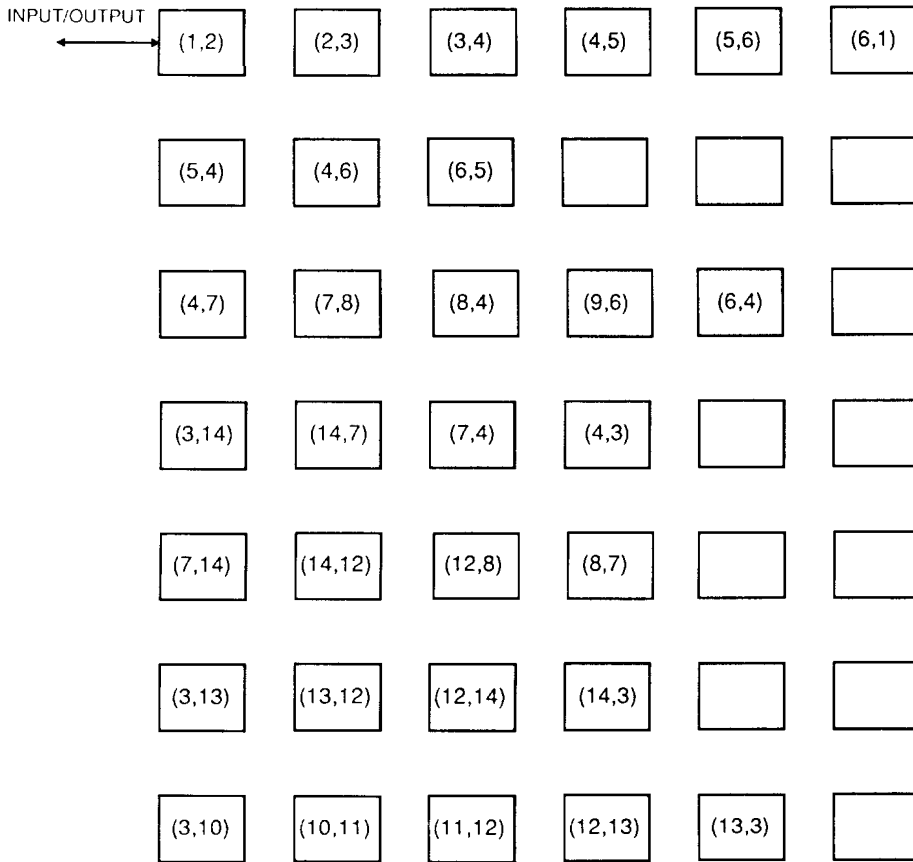 INPUT/OUTPUT
(1,2) (2,3) (3,4) (4,5) (5,6) (6,1)
(5,4) (4,6) (6,5)
(4,7) (7,8) (8,4) (9,6) (6,4)
(3,14) (14,7) (7,4) (4,3)
(7,14) (14,12) (12,8) (8,7)
(3,13) (13,12) (12,14) (14,3)
(3,10) (10,11) (11,12) (12,13) (13,3)